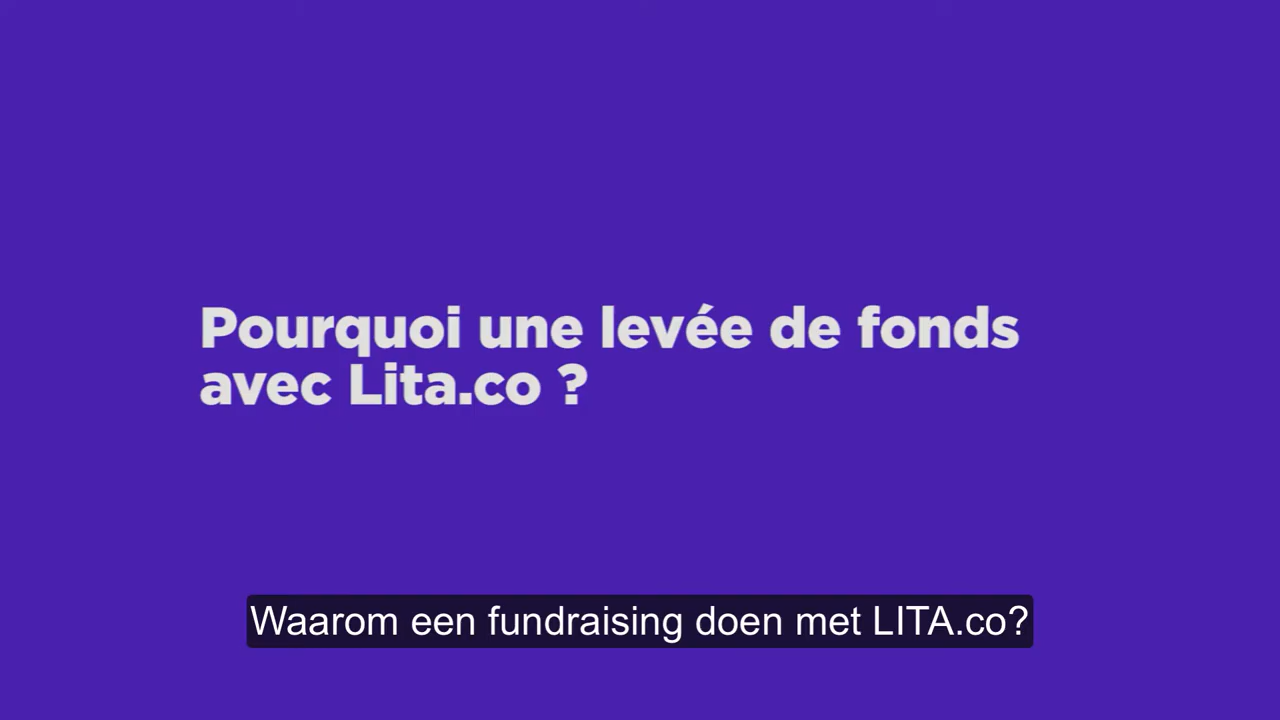 Pourquoi une levée de fonds
avec Lita.co ?
Waarom een fundraising doen met LITA.co?